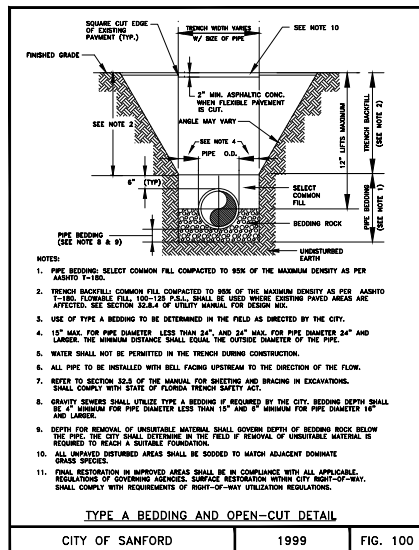 SQUARE CUT EDGE
OF EXISTING
PAVMENT (TYP.)
TRENCH WIDTH VARIES
W/ SIZE OF PIPE
SEE NOTE 10
FINISHED GRADE
2" MIN. ASPHALTIC CONC.
WHEN FLEXIBLE PAVEMENT
IS CUT.
SEE NOTE 2
ANGLE MAY VARY
SEE NOTE 4
PIPE O.D.
12" LIFTS MAXIMUM
TRENCH BACKFILL
(SEE NOTE 2)
6" (TYP)
SELECT
COMMON
FILL
PIPE BEDDING
(SEE NOTE 1)
BEDDING ROCK
PIPE BEDDING
(SEE NOTE 8 & 9)
UNDISTURBED
EARTH
NOTES:
1. PIPE BEDDING: SELECT COMMON FILL COMPACTED TO 95% OF THE MAXIMUM DENSITY AS PER
AASHTO T-180.
2. TRENCH BACKFILL: COMMON FILL COMPACTED TO 95% OF THE MAXIMUM DENSITY AS PER AASHTO
T-180. FLOWABLE FILL, 100-125 P.S.I., SHALL BE USED WHERE EXISTING PAVED AREAS ARE
AFFECTED. SEE SECTION 32.8.4 OF UTILITY MANUAL FOR DESIGN MIX.
3. USE OF TYPE A BEDDING TO BE DETERMINED IN THE FIELD AS DIRECTED BY THE CITY.
4. 15" MAX. FOR PIPE DIAMETER LESS THAN 24", AND 24" MAX. FOR PIPE DIAMETER 24" AND
LARGER. THE MINIMUM DISTANCE SHALL EQUAL THE OUTSIDE DIAMETER OF THE PIPE.
5. WATER SHALL NOT BE PERMITTED IN THE TRENCH DURING CONSTRUCTION.
6. ALL PIPE TO BE INSTALLED WITH BELL FACING UPSTREAM TO THE DIRECTION OF THE FLOW.
7. REFER TO SECTION 32.5 OF THE MANUAL FOR SHEETING AND BRACING IN EXCAVATIONS.
SHALL COMPLY WITH STATE OF FLORIDA TRENCH SAFETY ACT.
8. GRAVITY SEWERS SHALL UTILIZE TYPE A BEDDING IF REQUIRED BY THE CITY. BEDDING DEPTH SHALL
BE 4" MINIMUM FOR PIPE DIAMETER LESS THAN 15" AND 6" MINIMUM FOR PIPE DIAMETER 16"
AND LARGER.
9. DEPTH FOR REMOVAL OF UNSUITABLE MATERIAL SHALL GOVERN DEPTH OF BEDDING ROCK BELOW
THE PIPE. THE CITY SHALL DETERMINE IN THE FIELD IF REMOVAL OF UNSUITABLE MATERIAL IS
REQUIRED TO REACH A SUITABLE FOUNDATION.
10. ALL UNPAVED DISTURBED AREAS SHALL BE SODDED TO MATCH ADJACENT DOMINATE
GRASS SPECIES.
11. FINAL RESTORATION IN IMPROVED AREAS SHALL BE IN COMPLIANCE WITH ALL APPLICABLE.
REGULATIONS OF GOVERNING AGENCIES. SURFACE RESTORATION WITHIN CITY RIGHT-OF-WAY.
SHALL COMPLY WITH REQUIREMENTS OF RIGHT-OF-WAY UTILIZATION REGULATIONS.
TYPE A BEDDING AND OPEN-CUT DETAIL
CITY OF SANFORD
1999
FIG. 100